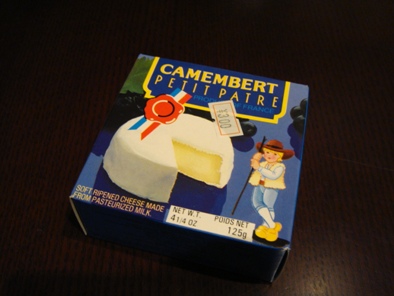 CAMEMBERT
PETIT PATRE
FRANCE
SOFT RIPENED CHEESE MADE
FROM PASTEURIZED MILK.
NET WT. POIDS NET
4 1/4 OZ 125g